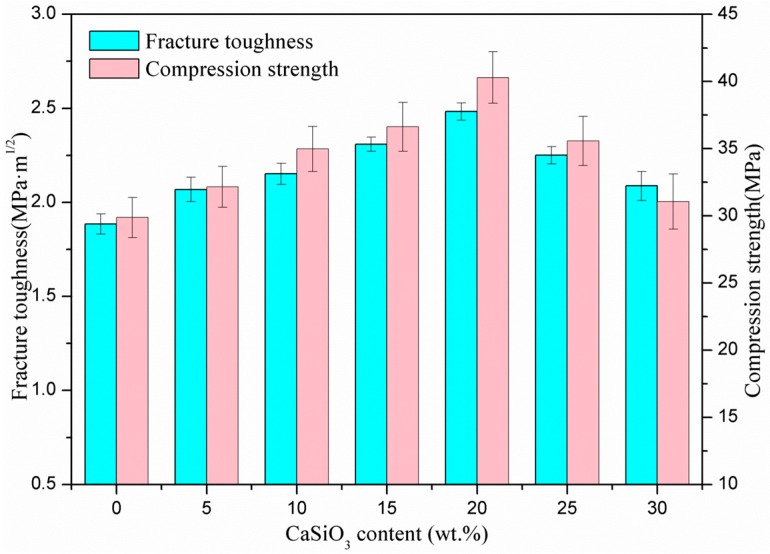 Fracture toughness
Compression strength
Fracture toughness(MPa·m1/2)
3.0
2.5
2.0
1.5
1.0
0.5
45
40
35
30
25
20
15
10
Compression strength(MPa)
0 5 10 15 20 25 30
CaSiO3 content (wt.%)